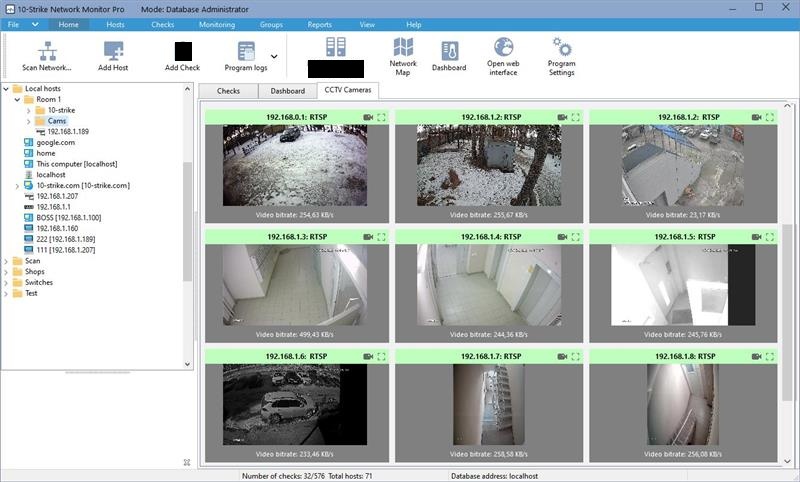 10-Strike Network Monitor Pro Mode: Database Administrator
File Home Hosts Checks Monitoring Groups Reports View Help
Scan Network... Add Host Add Check Program logs Network Map Dashboard Open web interface Program Settings
Checks Dashboard CCTV Cameras
Local hosts
Room 1
10-strike
Cams
192.168.1.189
google.com
home
This computer [localhost]
localhost
10-strike.com [10-strike.com]
192.168.1.207
192.168.1.1
BOSS [192.168.1.100]
192.168.1.160
222 [192.168.1.189]
111 [192.168.1.207]
Scan
Shops
Switches
Test
192.168.0.1: RTSP 192.168.1.2: RTSP 192.168.1.2: RTSP
Video bitrate: 254,63 KB/s Video bitrate: 255,67 KB/s Video bitrate: 23,17 KB/s
192.168.1.3: RTSP 192.168.1.4: RTSP 192.168.1.5: RTSP
Video bitrate: 499,43 KB/s Video bitrate: 244,36 KB/s Video bitrate: 245,76 KB/s
192.168.1.6: RTSP 192.168.1.7: RTSP 192.168.1.8: RTSP
Video bitrate: 233,46 KB/s Video bitrate: 258,58 KB/s Video bitrate: 256,08 KB/s
Number of checks: 32/576 Total hosts: 71 Database address: localhost